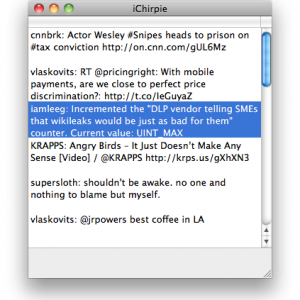 iChirpie
cnnbrk: Actor Wesley #Snipes heads to prison on
#tax conviction http://on.cnn.com/gUL6Mz
vlaskovits: RT @pricingright: With mobile
payments, are we close to perfect price
discrimination?: http://t.co/IeGuyaZ
iamleeg: Incremented the "DLP vendor telling SMEs
that wikileaks would be just as bad for them"
counter. Current value: UINT_MAX
KRAPPS: Angry Birds - It Just Doesn't Make Any
Sense [Video] / @KRAPPS http://krps.us/gXhXN3
supersloth: shouldn't be awake. no one and
nothing to blame but myself.
vlaskovits: @jrpowers best coffee in LA